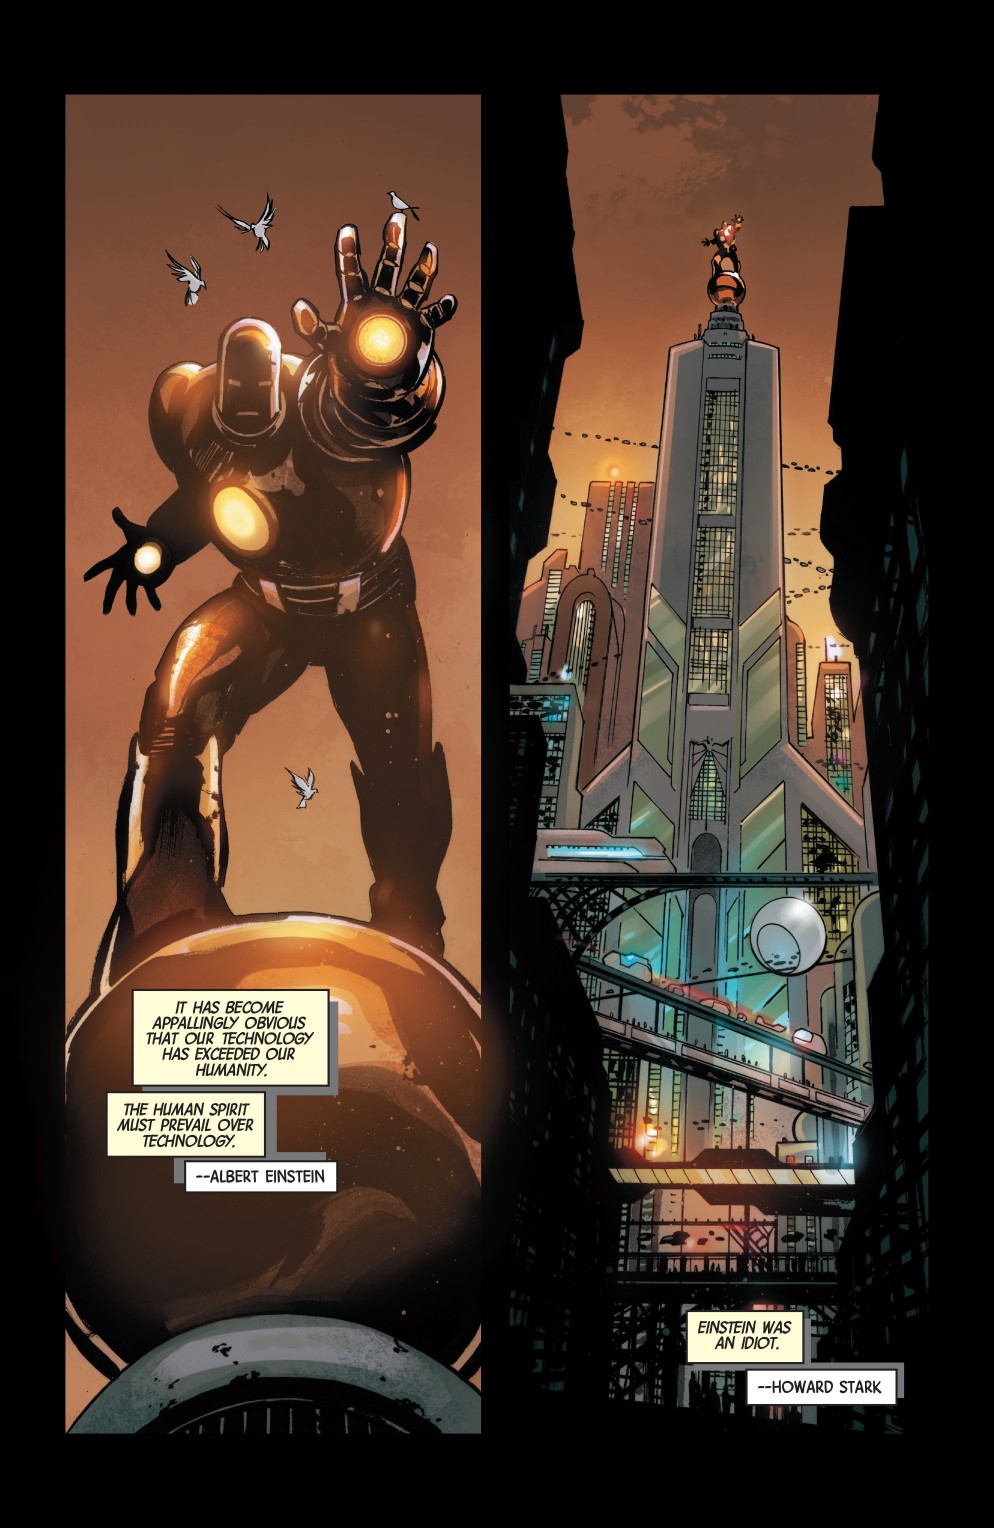 IT HAS BECOME
APPALLINGLY OBVIOUS
THAT OUR TECHNOLOGY
HAS EXCEEDED OUR
HUMANITY.
THE HUMAN SPIRIT
MUST PREVAIL OVER
TECHNOLOGY.
--ALBERT EINSTEIN
EINSTEIN WAS
AN IDIOT.
--HOWARD STARK